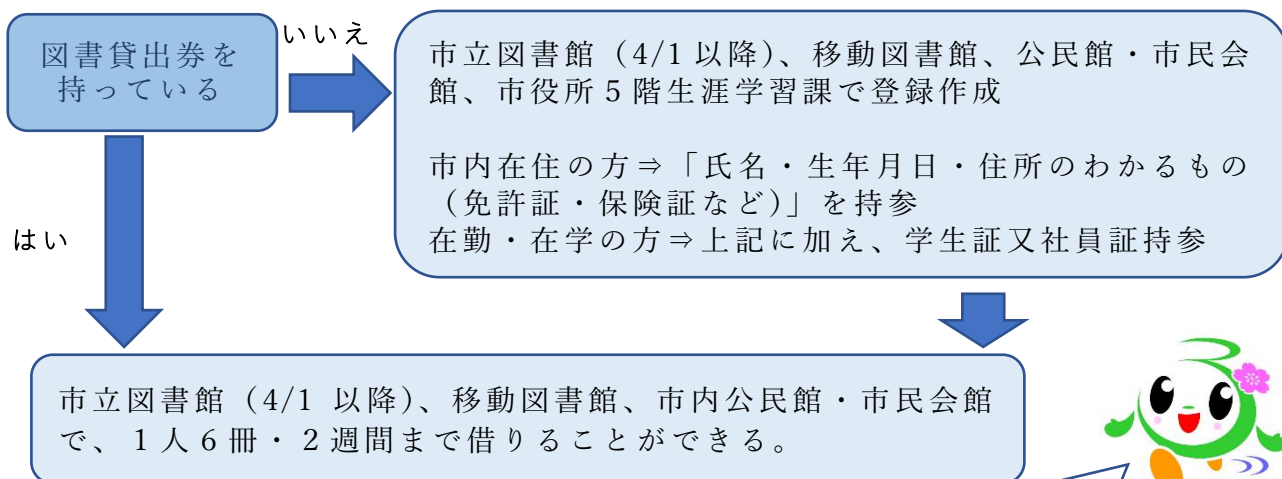 図書貸出券を
持っている
いいえ
市立図書館（4/1以降）、移動図書館、公民館・市民会
館、市役所５階生涯学習課で登録作成
市内在住の方⇒「氏名・生年月日・住所のわかるもの
（免許証・保険証など）」を持参
在勤・在学の方⇒上記に加え、学生証又社員証持参
はい
市立図書館（4/1 以降）、移動図書館、市内公民館・市民会館
で、１人６冊・２週間まで借りることができる。